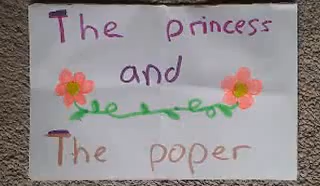 The princess
and
The poper